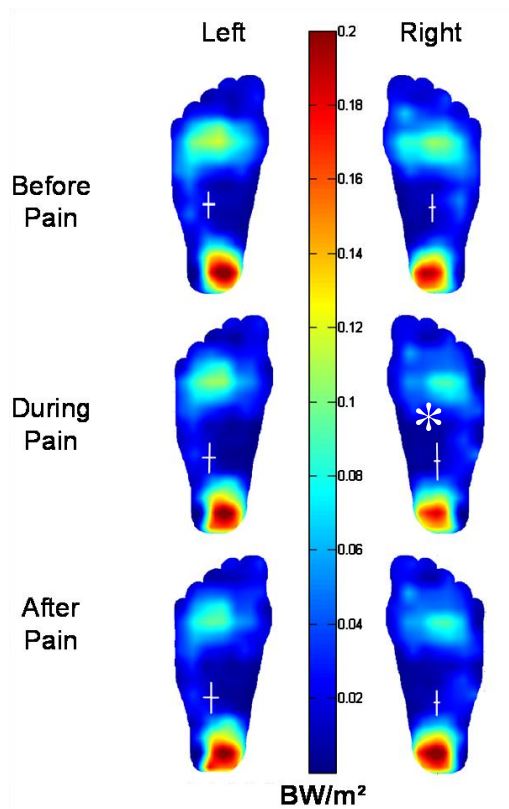 Left
Right
Before
Pain
During
Pain
After
Pain
0.2
0.18
0.16
0.14
0.12
0.1
0.08
0.06
0.04
0.02
*
BW/m²